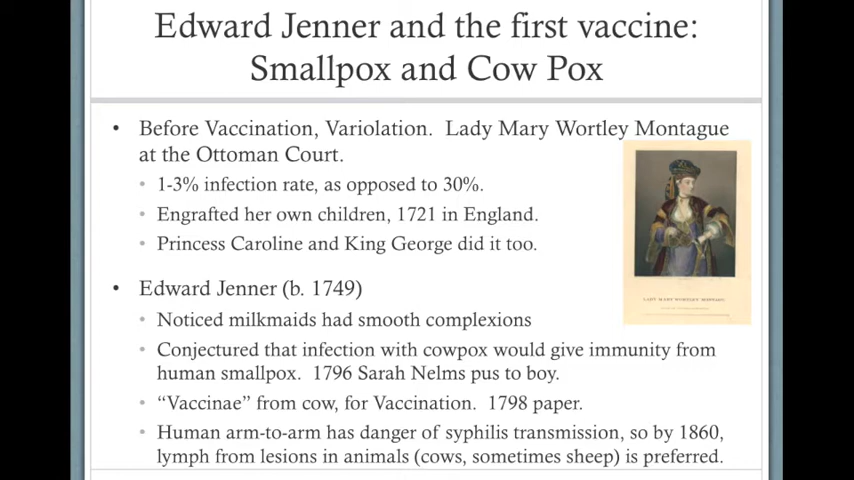 Edward Jenner and the first vaccine:
Smallpox and Cow Pox
• Before Vaccination, Variolation. Lady Mary Wortley Montague
at the Ottoman Court.
• 1-3% infection rate, as opposed to 30%.
• Engrafted her own children, 1721 in England.
• Princess Caroline and King George did it too.
LADY MARY WORTLEY MONTAGU.
• Edward Jenner (b. 1749)
• Noticed milkmaids had smooth complexions
• Conjectured that infection with cowpox would give immunity from
human smallpox. 1796 Sarah Nelms pus to boy.
• “Vaccinae” from cow, for Vaccination. 1798 paper.
• Human arm-to-arm has danger of syphilis transmission, so by 1860,
lymph from lesions in animals (cows, sometimes sheep) is preferred.